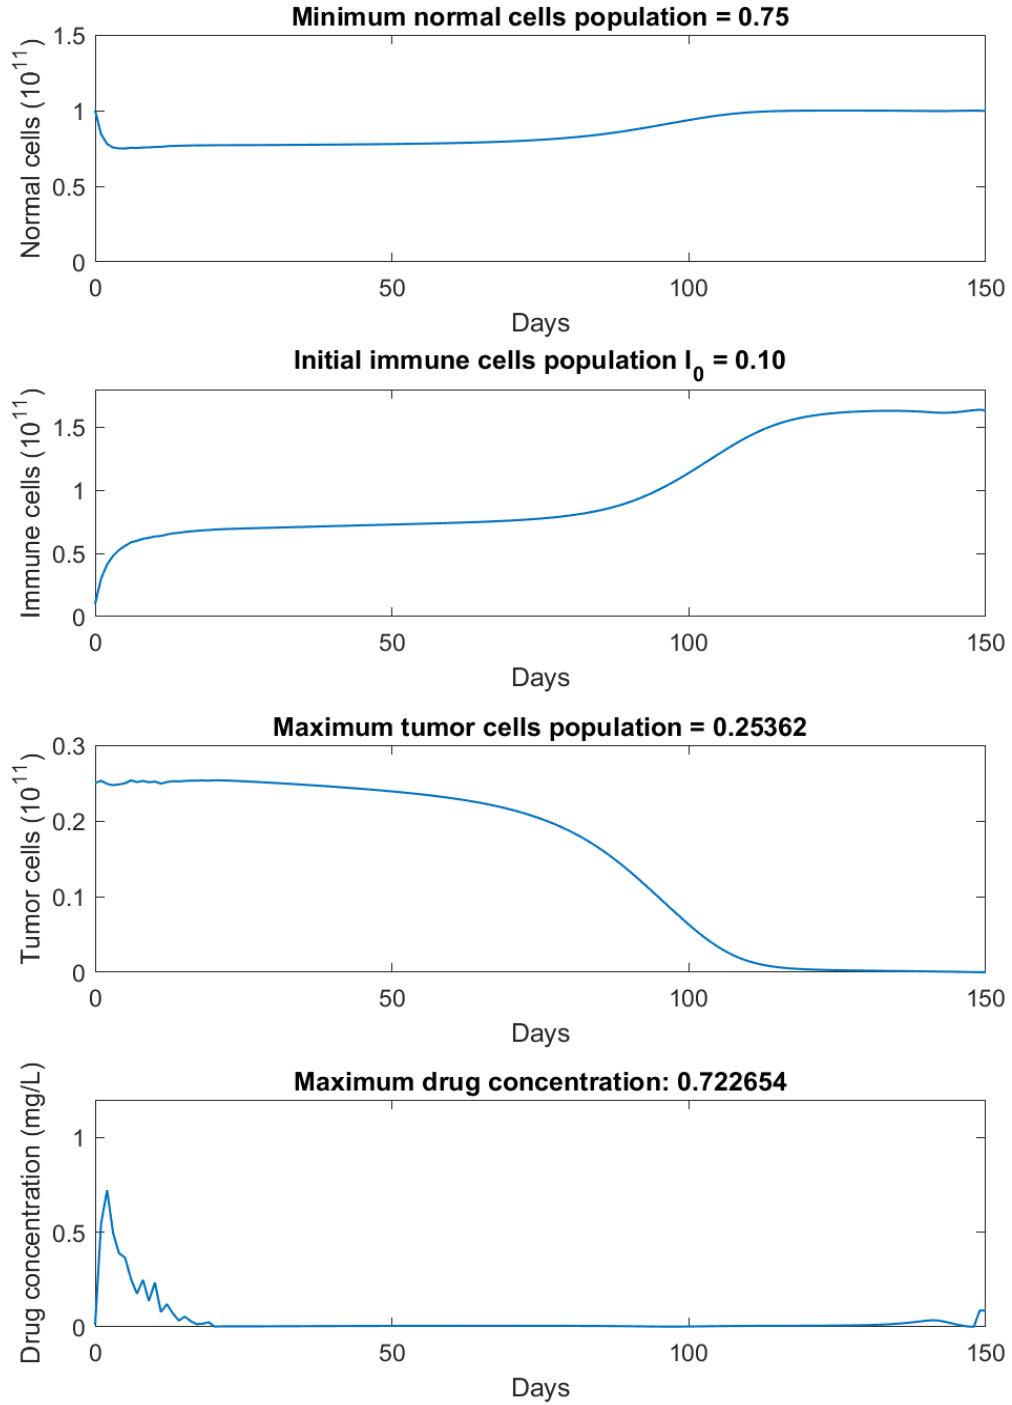 Minimum normal cells population = 0.75
Normal cells (10^11)
1.5
1
0.5
0
0 50 100 150
Days
Initial immune cells population I_0 = 0.10
Immune cells (10^11)
1.5
1
0.5
0
0 50 100 150
Days
Maximum tumor cells population = 0.25362
Tumor cells (10^11)
0.3
0.2
0.1
0
0 50 100 150
Days
Maximum drug concentration: 0.722654
Drug concentration (mg/L)
1
0.5
0
0 50 100 150
Days